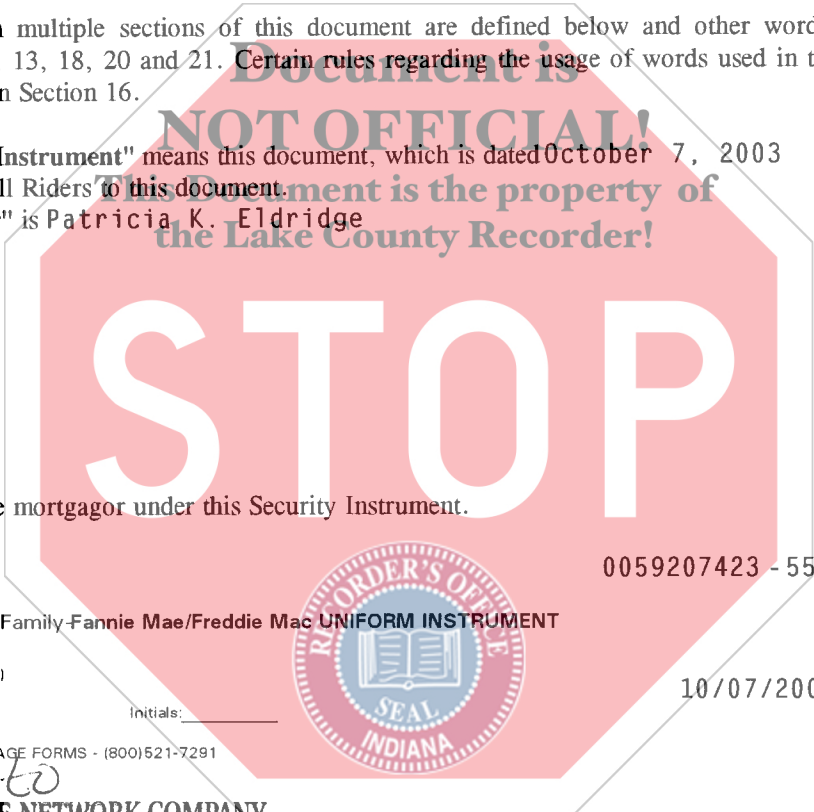 multiple sections of this document are defined below and other word
13, 18, 20 and 21. Certain rules regarding the usage of words used in t
n Section 16.
Document is
NOT OFFICIAL!
This Document is the property of
the Lake County Recorder!
Instrument" means this document, which is dated October 7, 2003
ll Riders to this document.
" is Patricia K. Eldridge
STOP
e mortgagor under this Security Instrument.
0059207423 - 55
Family-Fannie Mae/Freddie Mac UNIFORM INSTRUMENT
10/07/200
Initials:
AGE FORMS - (800)521-7291
RECORDER'S OFFICE
SEAL
INDIANA
NETWORK COMPANY